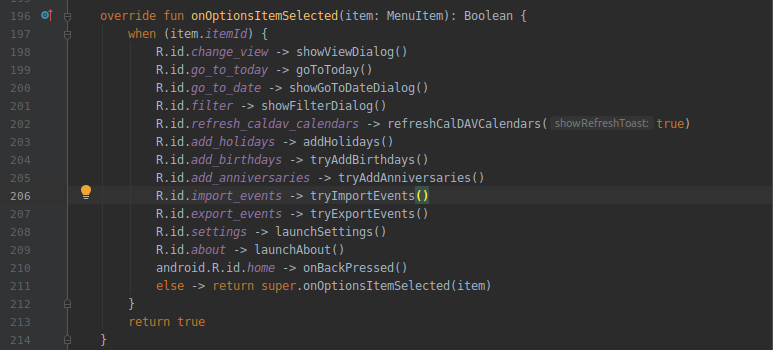 196 override fun onOptionsItemSelected(item: MenuItem): Boolean {
197 when (item.itemId) {
198 R.id.change_view -> showViewDialog()
199 R.id.go_to_today -> goToToday()
200 R.id.go_to_date -> showGoToDateDialog()
201 R.id.filter -> showFilterDialog()
202 R.id.refresh_caldav_calendars -> refreshCalDAVCalendars( showRefreshToast: true)
203 R.id.add_holidays -> addHolidays()
204 R.id.add_birthdays -> tryAddBirthdays()
205 R.id.add_anniversaries -> tryAddAnniversaries()
206 R.id.import_events -> tryImportEvents()
207 R.id.export_events -> tryExportEvents()
208 R.id.settings -> launchSettings()
209 R.id.about -> launchAbout()
210 android.R.id.home -> onBackPressed()
211 else -> return super.onOptionsItemSelected(item)
212 }
213 return true
214 }